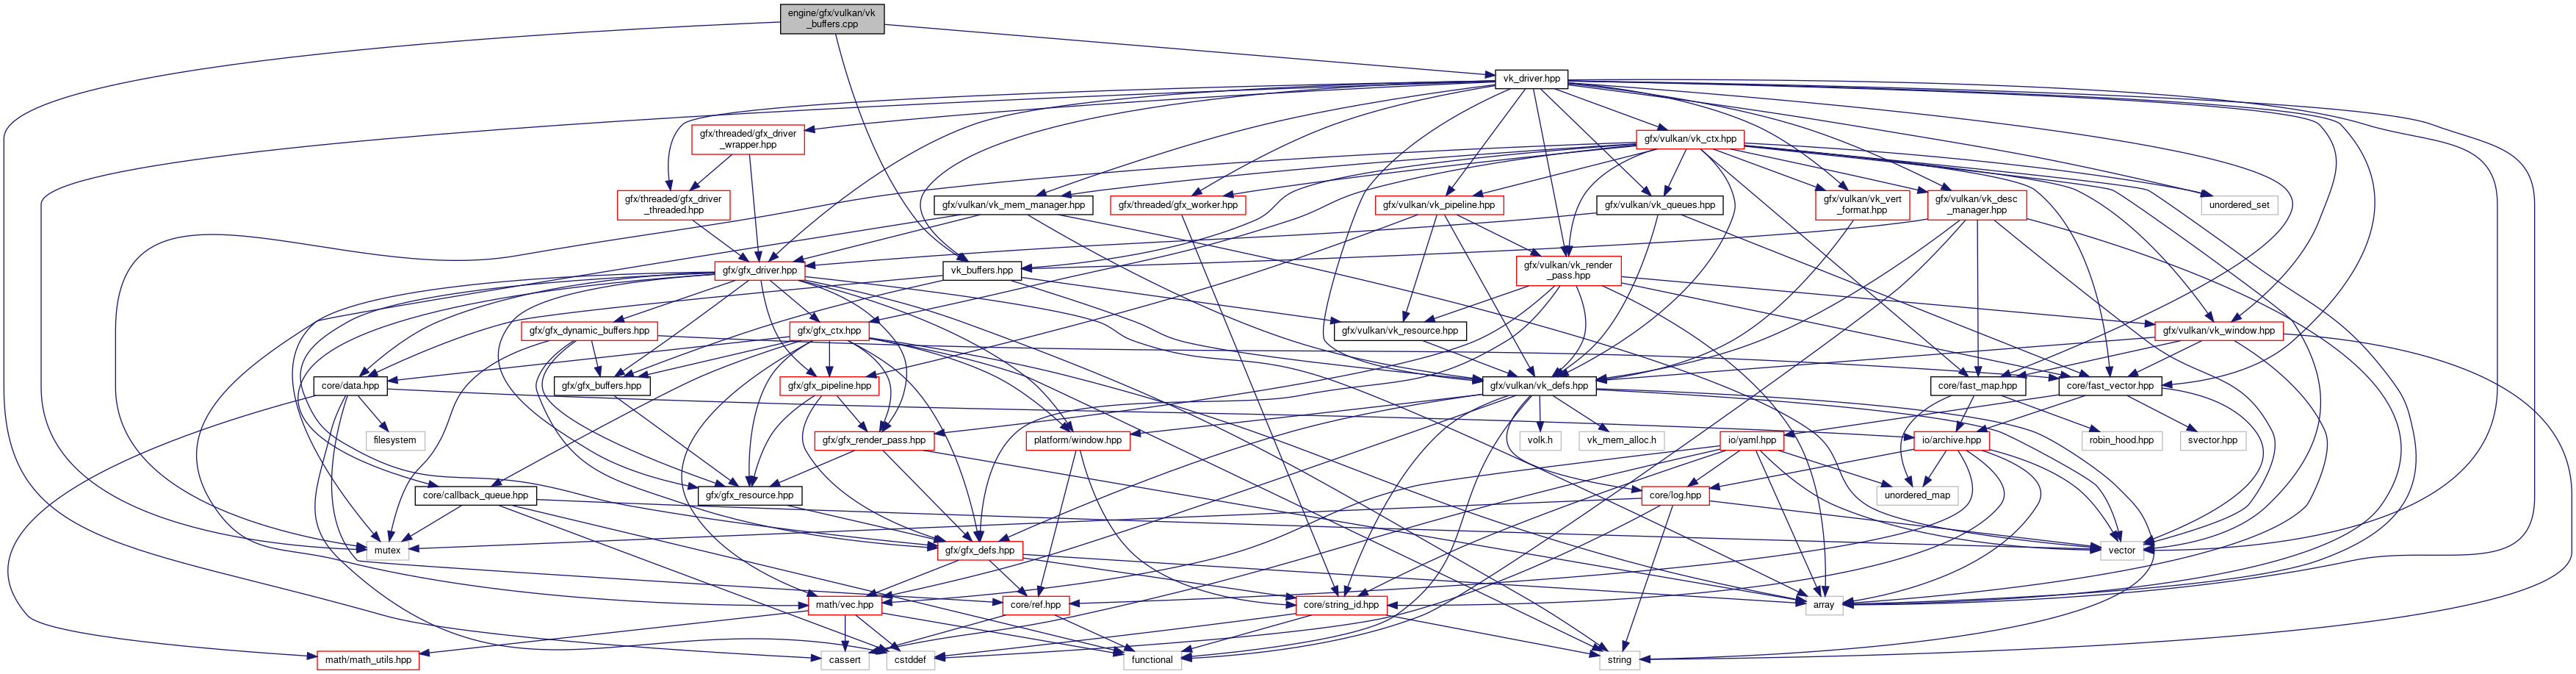 engine/gfx/vulkan/vk
_buffers.cpp
vk_driver.hpp
gfx/threaded/gfx_driver
_wrapper.hpp
gfx/vulkan/vk_ctx.hpp
gfx/threaded/gfx_driver
_threaded.hpp
gfx/vulkan/vk_mem_manager.hpp
gfx/threaded/gfx_worker.hpp
gfx/vulkan/vk_pipeline.hpp
gfx/vulkan/vk_queues.hpp
gfx/vulkan/vk_vert
_format.hpp
gfx/vulkan/vk_desc
_manager.hpp
unordered_set
gfx/gfx_driver.hpp
vk_buffers.hpp
gfx/vulkan/vk_render
_pass.hpp
gfx/gfx_dynamic_buffers.hpp
gfx/gfx_ctx.hpp
gfx/vulkan/vk_resource.hpp
gfx/vulkan/vk_window.hpp
core/data.hpp
gfx/gfx_buffers.hpp
gfx/gfx_pipeline.hpp
gfx/vulkan/vk_defs.hpp
core/fast_map.hpp
core/fast_vector.hpp
filesystem
gfx/gfx_render_pass.hpp
platform/window.hpp
volk.h
vk_mem_alloc.h
io/yaml.hpp
io/archive.hpp
robin_hood.hpp
svector.hpp
core/callback_queue.hpp
gfx/gfx_resource.hpp
core/log.hpp
unordered_map
mutex
gfx/gfx_defs.hpp
vector
math/vec.hpp
core/ref.hpp
core/string_id.hpp
array
math/math_utils.hpp
cassert
cstddef
functional
string